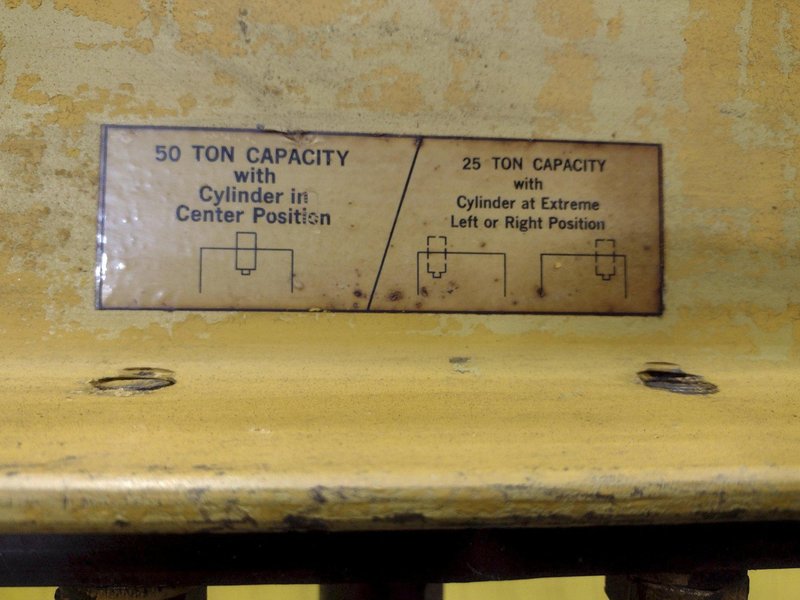 50 TON CAPACITY
with
Cylinder in
Center Position
25 TON CAPACITY
with
Cylinder at Extreme
Left or Right Position